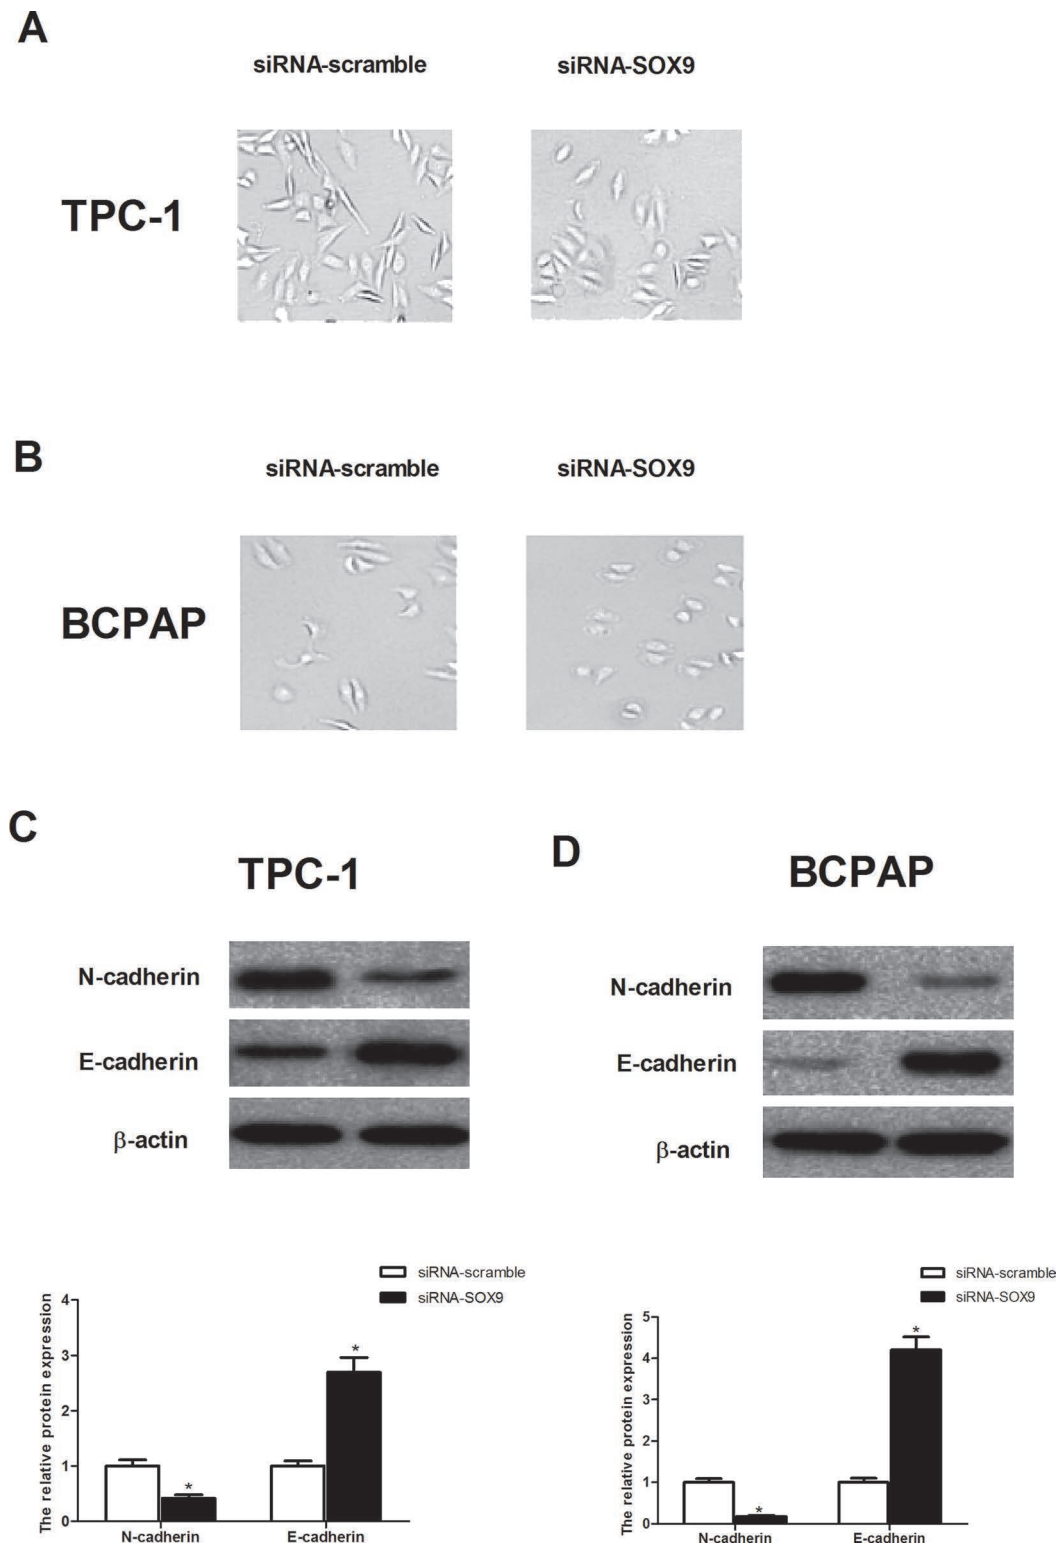 A
siRNA-scramble
siRNA-SOX9
TPC-1
B
siRNA-scramble
siRNA-SOX9
BCPAP
C
TPC-1
N-cadherin
E-cadherin
β-actin
siRNA-scramble
siRNA-SOX9
The relative protein expression
4
3
2
1
0
*
*
N-cadherin
E-cadherin
D
BCPAP
N-cadherin
E-cadherin
β-actin
siRNA-scramble
siRNA-SOX9
The relative protein expression
5
4
3
2
1
0
*
*
N-cadherin
E-cadherin